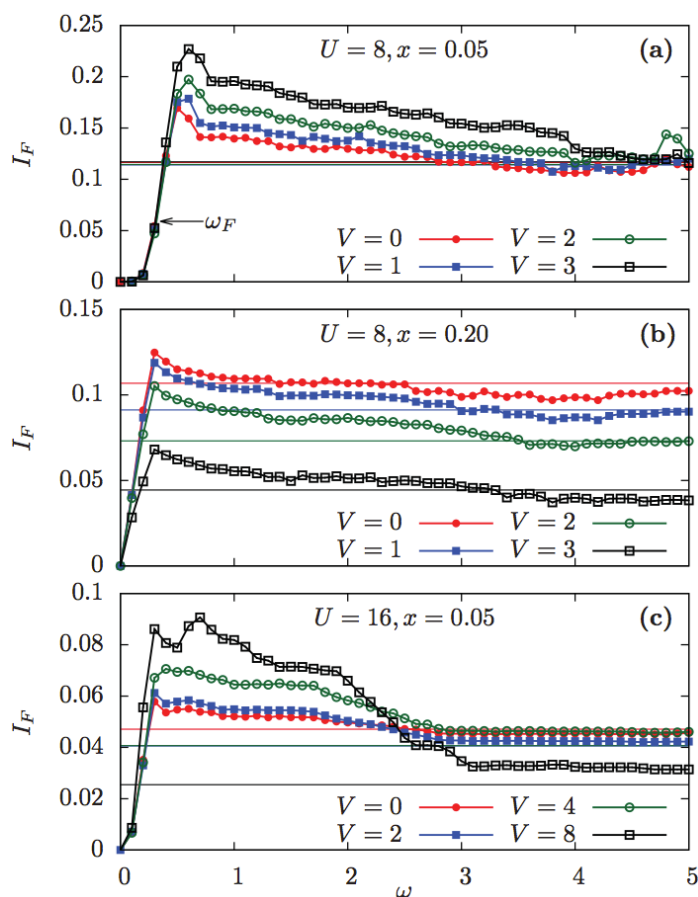 0.25
0.2
0.15
0.1
0.05
0
I_F
U = 8, x = 0.05
(a)
ω_F
V = 0
V = 1
V = 2
V = 3
0.15
0.1
0.05
0
I_F
U = 8, x = 0.20
(b)
V = 0
V = 1
V = 2
V = 3
0.1
0.08
0.06
0.04
0.02
0
I_F
U = 16, x = 0.05
(c)
V = 0
V = 2
V = 4
V = 8
0 1 2 3 4 5
ω